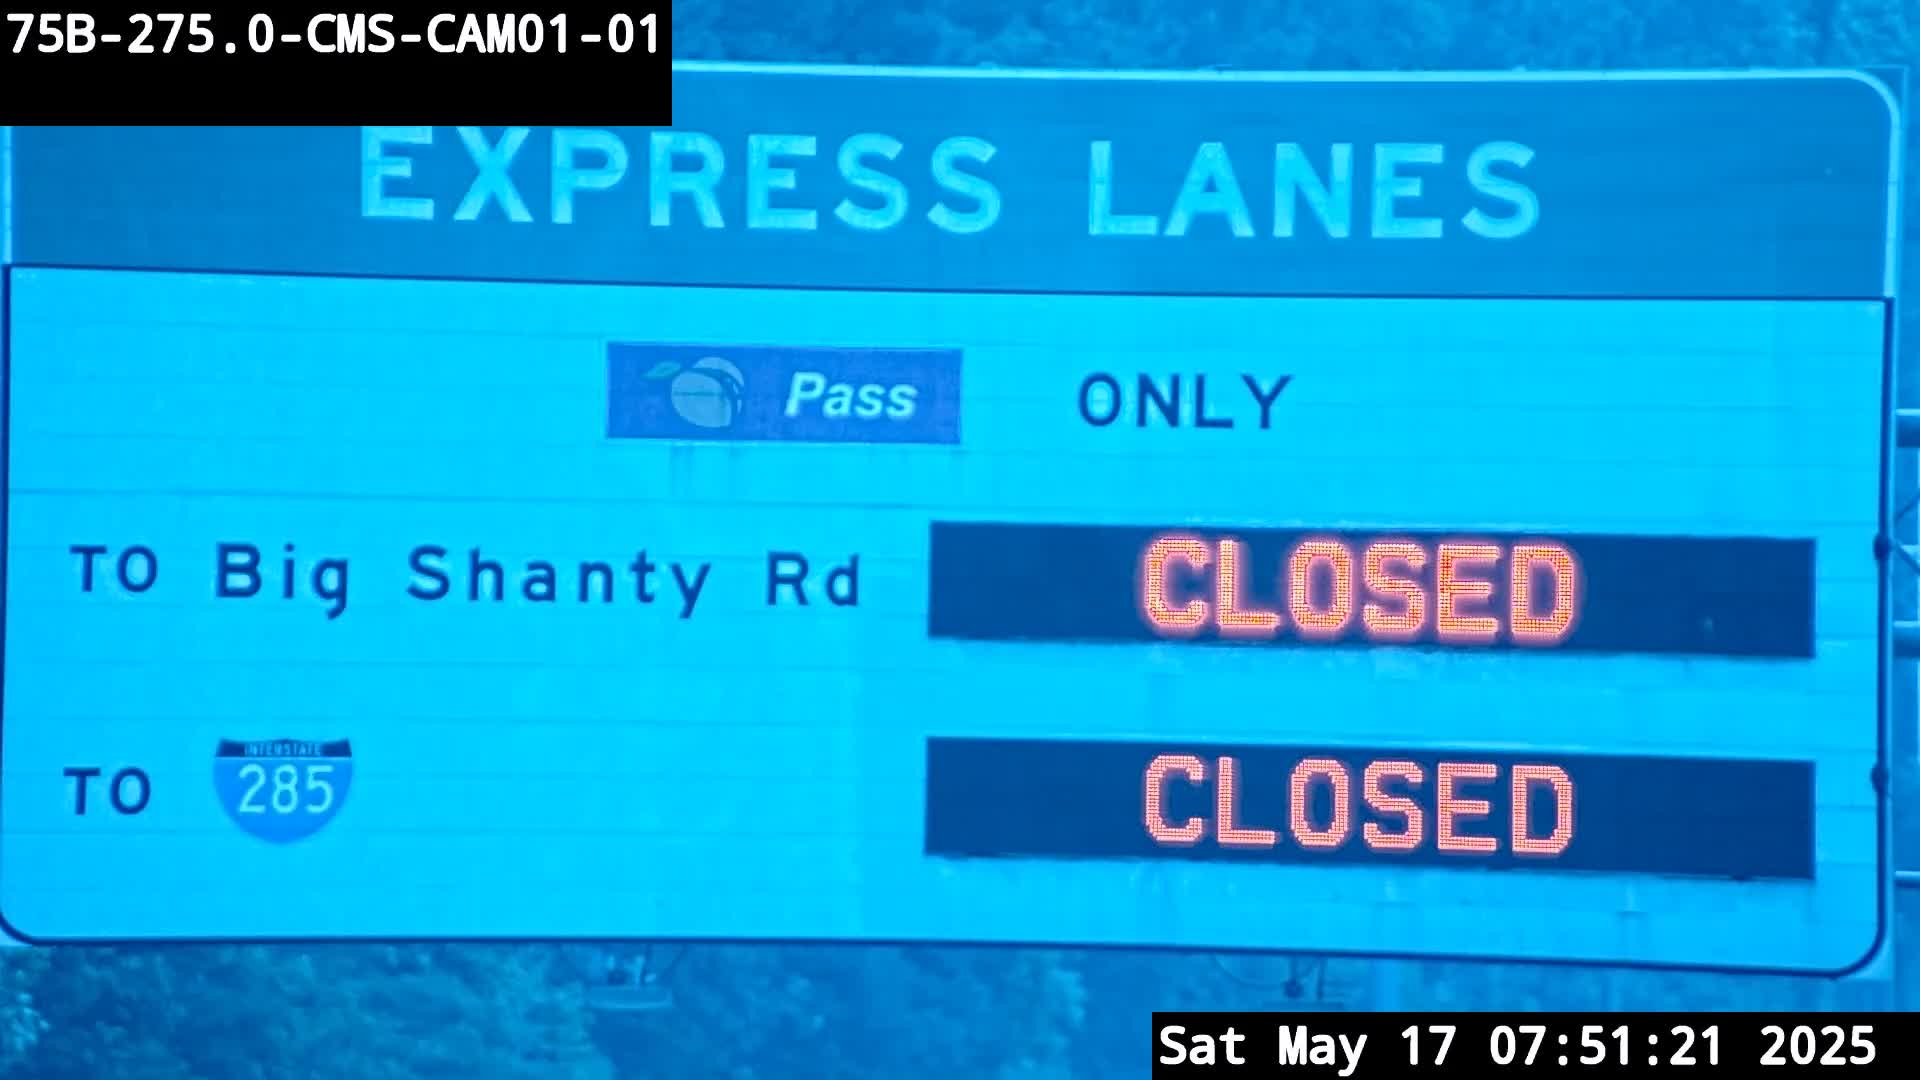 75B-275.0-CMS-CAM01-01
EXPRESS LANES
Pass ONLY
TO Big Shanty Rd CLOSED
INTERSTATE
TO 285 CLOSED
Sat May 17 07:51:21 2025